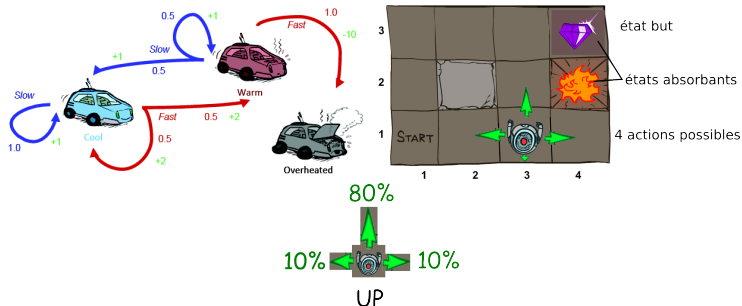 0.5
+1
1.0
Fast
-10
+1
Slow
0.5
Warm
Slow
Fast
0.5
+2
0.5
1.0
+1
Cool
+2
Overheated
3
2
1
START
1
2
3
4
état but
états absorbants
4 actions possibles
80%
10%
10%
UP